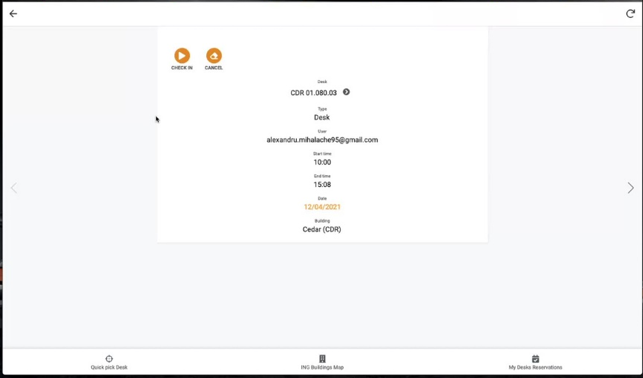 CHECK IN
CANCEL
Desk
CDR 01.080.03
Type
Desk
User
alexandru.mihalache95@gmail.com
Start time
10:00
End time
15:08
Date
12/04/2021
Building
Cedar (CDR)
Quick pick Desk
ING Buildings Map
My Desks Reservations